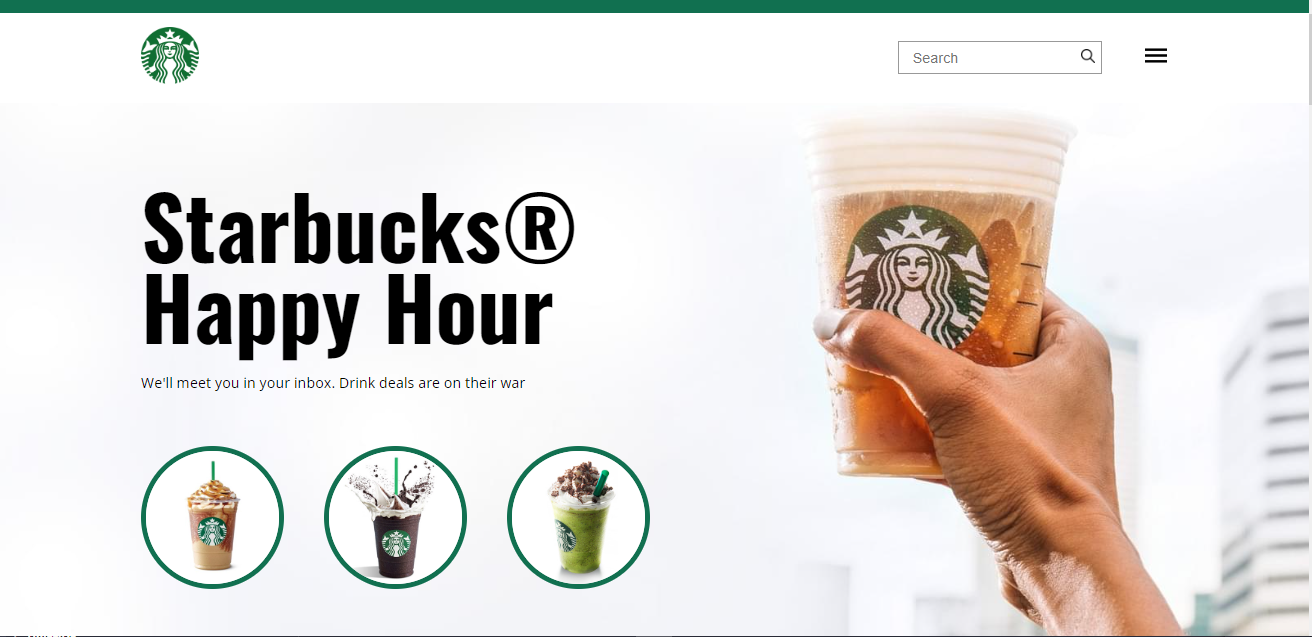 Search
Starbucks®
Happy Hour
We'll meet you in your inbox. Drink deals are on their war